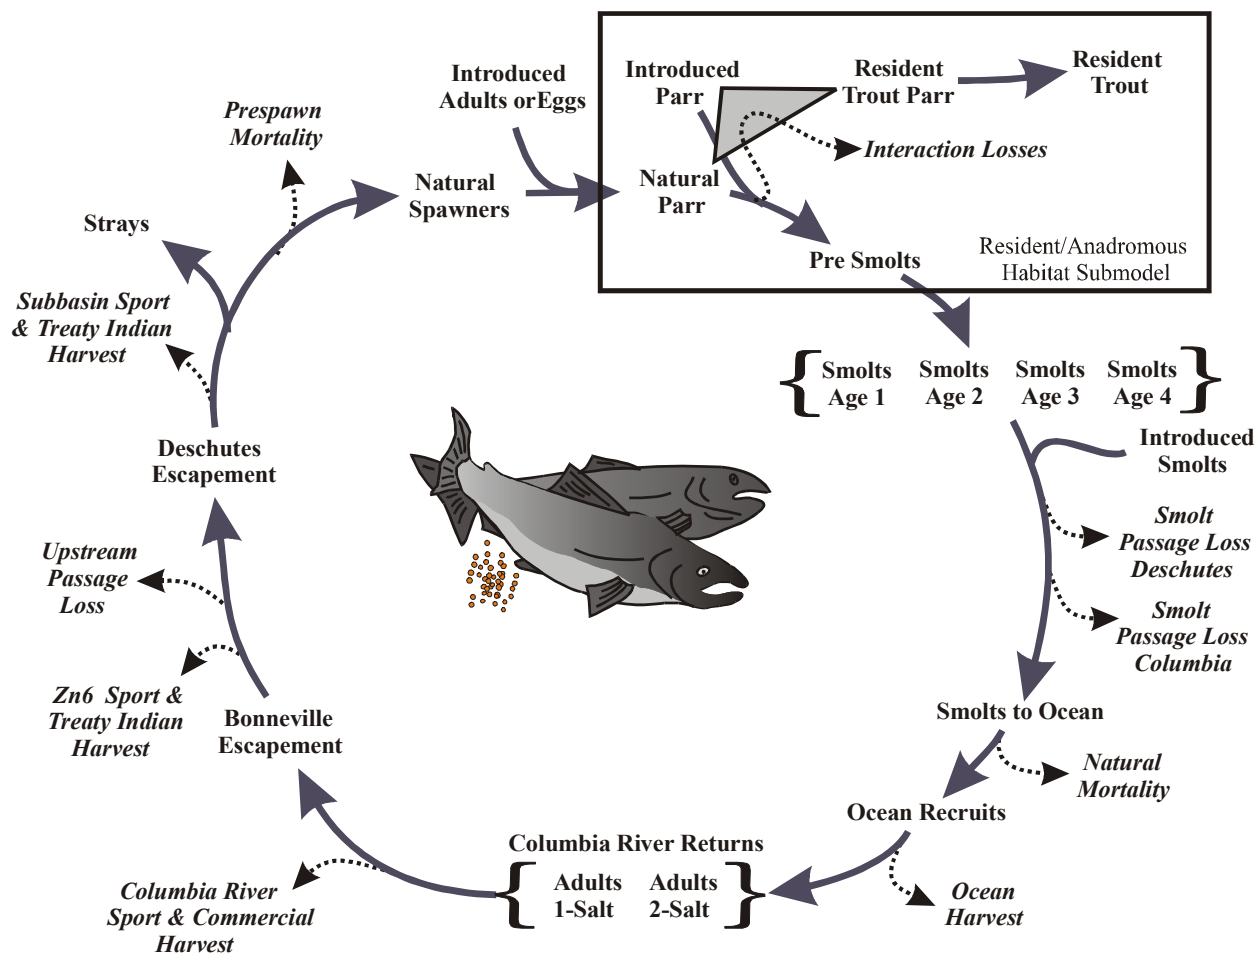 Introduced
Adults orEggs
Introduced
Parr
Resident
Trout Parr
Resident
Trout
Interaction Losses
Natural
Parr
Pre Smolts
Resident/Anadromous
Habitat Submodel
Prespawn
Mortality
Natural
Spawners
Strays
Subbasin Sport
& Treaty Indian
Harvest
{ Smolts Smolts Smolts Smolts }
Age 1 Age 2 Age 3 Age 4
Introduced
Smolts
Smolt
Passage Loss
Deschutes
Smolt
Passage Loss
Columbia
Smolts to Ocean
Natural
Mortality
Ocean Recruits
Ocean
Harvest
Columbia River Returns
{ Adults Adults }
1-Salt 2-Salt
Columbia River
Sport & Commercial
Harvest
Bonneville
Escapement
Zn6 Sport &
Treaty Indian
Harvest
Upstream
Passage
Loss
Deschutes
Escapement